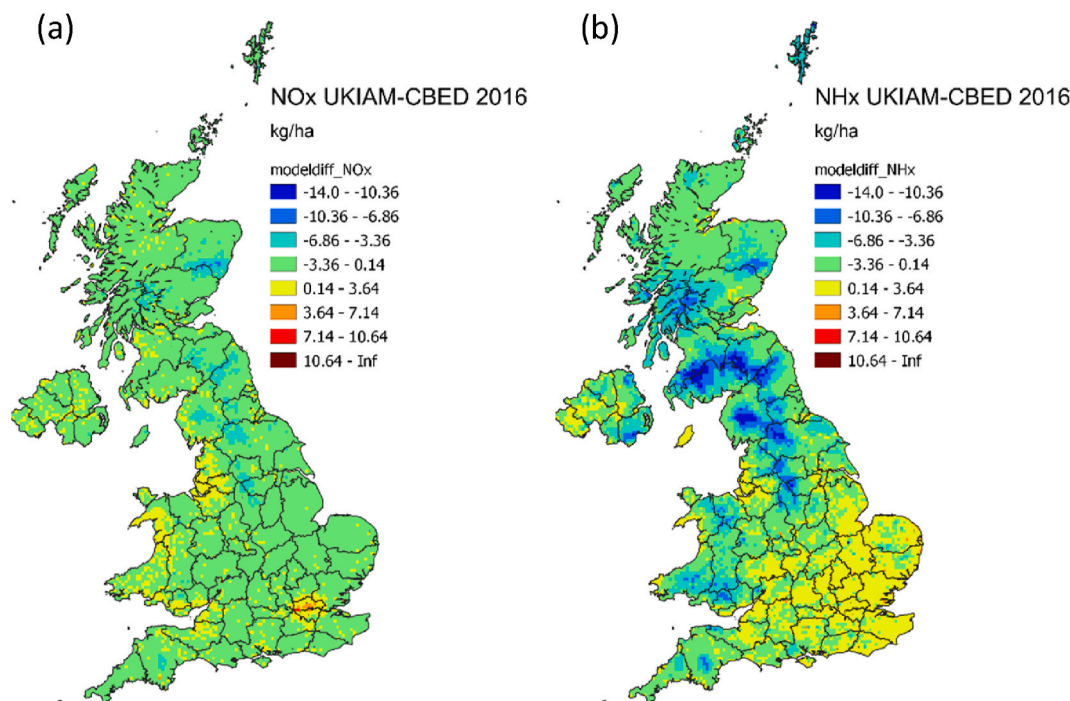 (a)
NOx UKIAM-CBED 2016
kg/ha
modeldiff_NOx
-14.0 - -10.36
-10.36 - -6.86
-6.86 - -3.36
-3.36 - 0.14
0.14 - 3.64
3.64 - 7.14
7.14 - 10.64
10.64 - Inf
(b)
NHx UKIAM-CBED 2016
kg/ha
modeldiff_NHx
-14.0 - -10.36
-10.36 - -6.86
-6.86 - -3.36
-3.36 - 0.14
0.14 - 3.64
3.64 - 7.14
7.14 - 10.64
10.64 - Inf